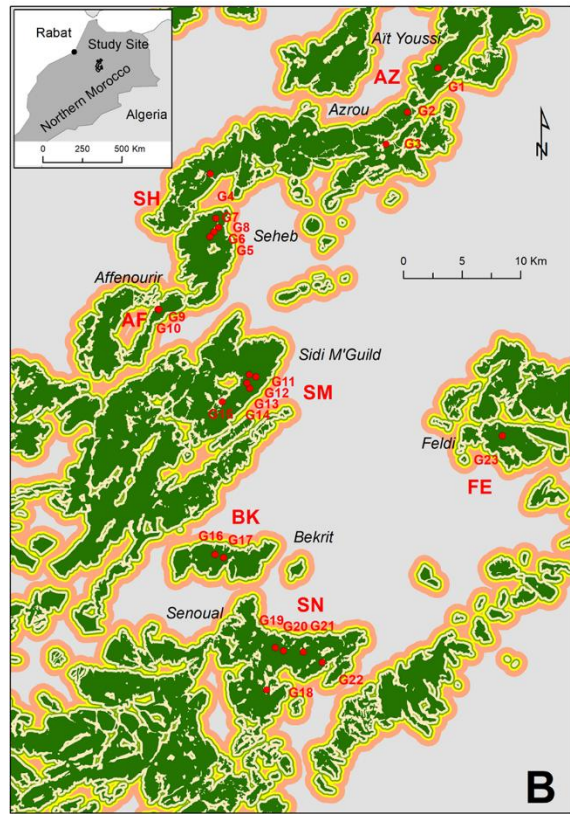 Rabat
Study Site
Northern Morocco
Algeria
0 250 500 Km
Aït Youssi
AZ
G1
Azrou
G2
G3
N
G4
SH
G7
G8
G6
G5
Seheb
0 5 10 Km
Affenourir
AF
G9
G10
Sidi M'Guild
G11
G12
G13
G14
G15
SM
Feldi
G23
FE
BK
G16 G17
Bekrit
SN
Senoual
G19
G20 G21
G22
G18
B